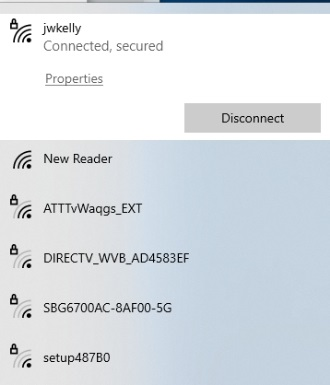 jwkelly
Connected, secured
Properties
Disconnect
New Reader
ATTTvWaqgs_EXT
DIRECTV_WVB_AD4583EF
SBG6700AC-8AF00-5G
setup487B0